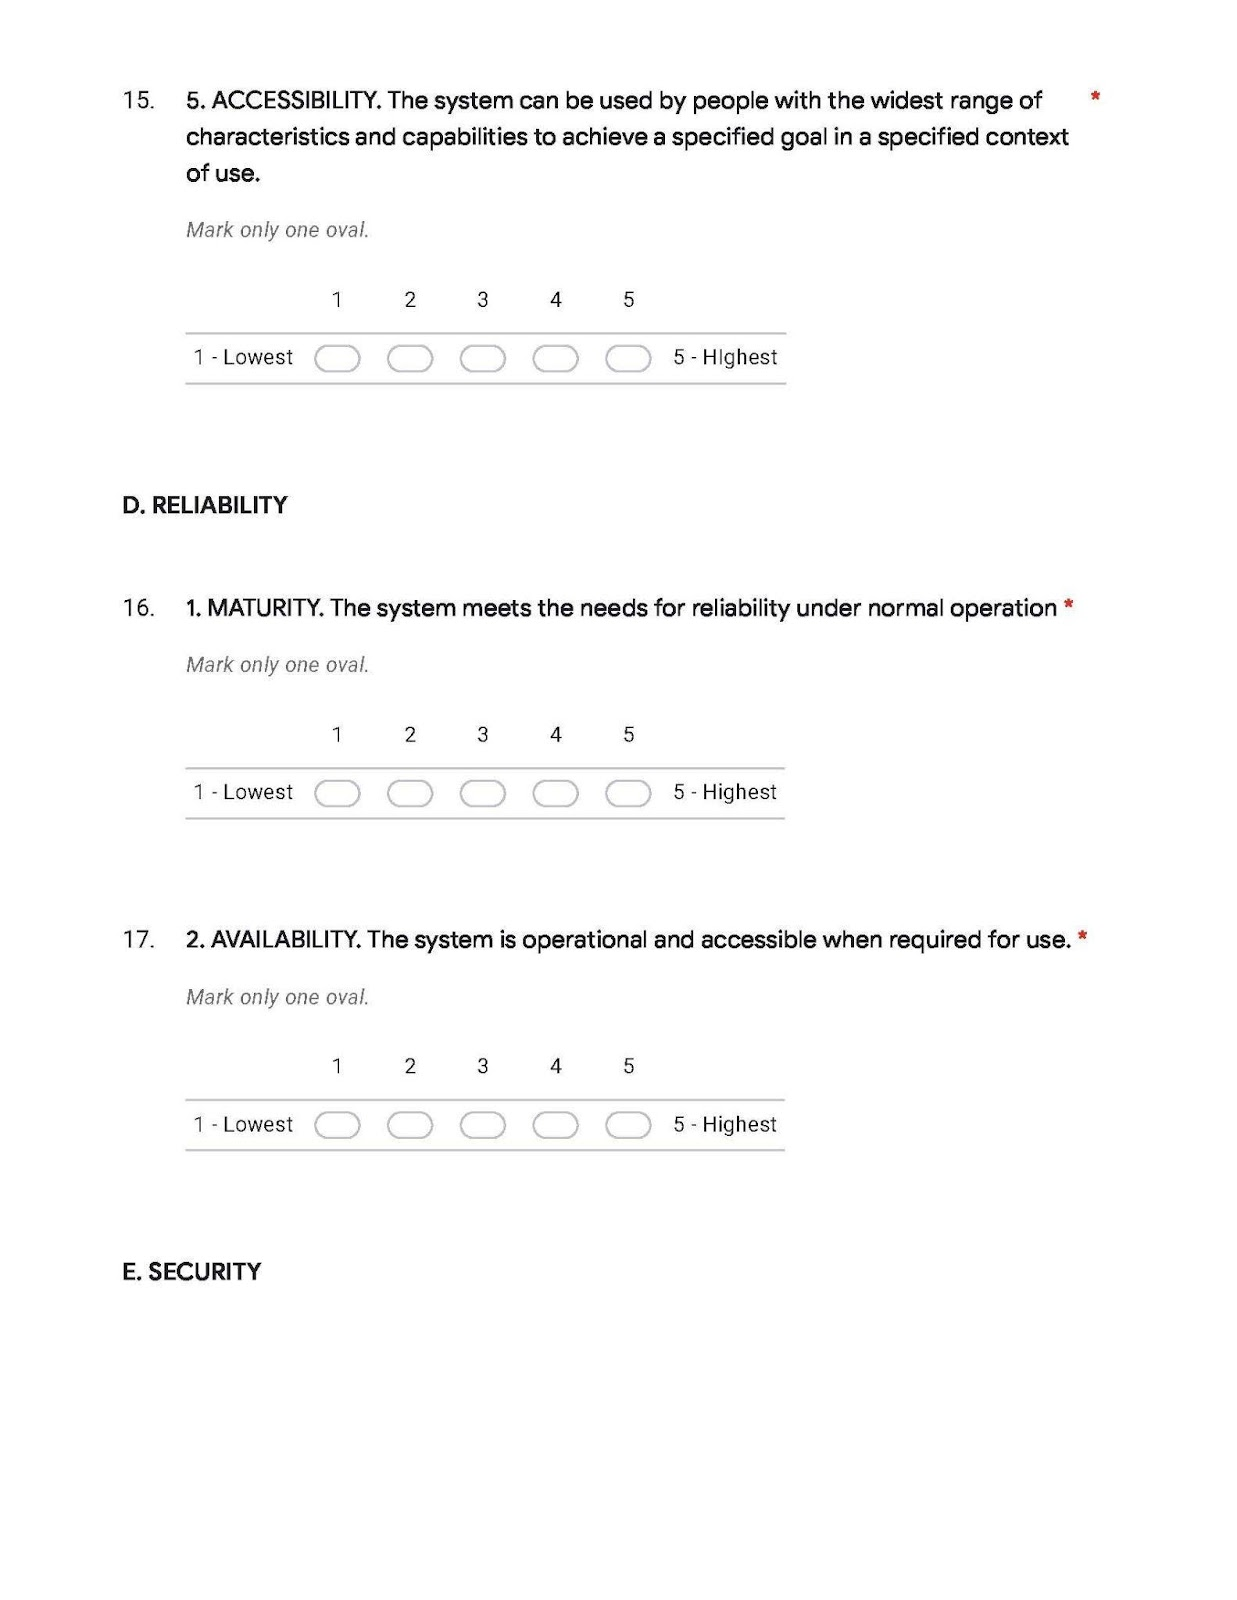 15. 5. ACCESSIBILITY. The system can be used by people with the widest range of *
characteristics and capabilities to achieve a specified goal in a specified context
of use.
Mark only one oval.
1 2 3 4 5
1 - Lowest 5 - HIghest
D. RELIABILITY
16. 1. MATURITY. The system meets the needs for reliability under normal operation *
Mark only one oval.
1 2 3 4 5
1 - Lowest 5 - Highest
17. 2. AVAILABILITY. The system is operational and accessible when required for use. *
Mark only one oval.
1 2 3 4 5
1 - Lowest 5 - Highest
E. SECURITY